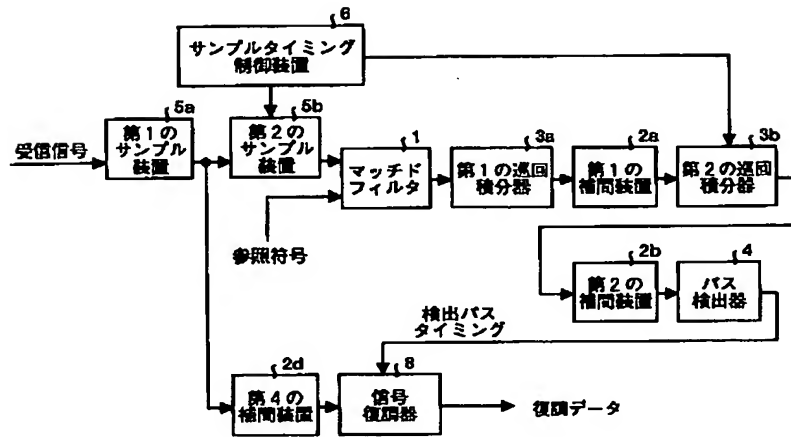 6
サンプルタイミング
制御装置
5a
第1の
サンプル
装置
5b
第2の
サンプル
装置
1
マッチド
フィルタ
3a
第1の巡回
積分器
2a
第1の
補間装置
3b
第2の巡回
積分器
受信信号
参照符号
2b
第2の
補間装置
4
パス
検出器
検出パス
タイミング
2d
第4の
補間装置
8
信号
復調器
復調データ